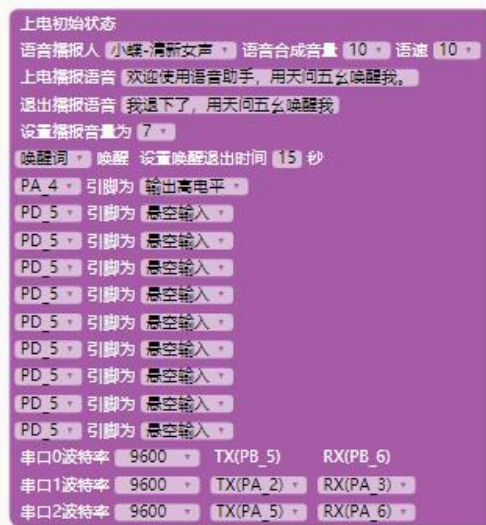 上电初始状态
语音播报人 小蝶-清新女声 语音合成音量 10 语速 10
上电播报语音 欢迎使用语音助手，用天问五幺唤醒我。
退出播报语音 我退下了，用天问五幺唤醒我
设置播报音量为 7
唤醒词 唤醒 设置唤醒退出时间 15 秒
PA_4 引脚为 输出高电平
PD_5 引脚为 悬空输入
PD_5 引脚为 悬空输入
PD_5 引脚为 悬空输入
PD_5 引脚为 悬空输入
PD_5 引脚为 悬空输入
PD_5 引脚为 悬空输入
PD_5 引脚为 悬空输入
PD_5 引脚为 悬空输入
PD_5 引脚为 悬空输入
串口0波特率 9600 TX(PB_5) RX(PB_6)
串口1波特率 9600 TX(PA_2) RX(PA_3)
串口2波特率 9600 TX(PA_5) RX(PA_6)